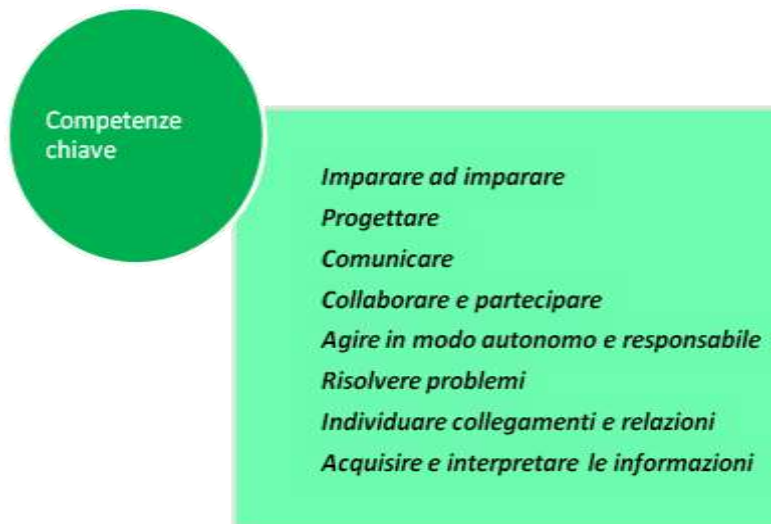 Competenze
chiave
Imparare ad imparare
Progettare
Comunicare
Collaborare e partecipare
Agire in modo autonomo e responsabile
Risolvere problemi
Individuare collegamenti e relazioni
Acquisire e interpretare le informazioni